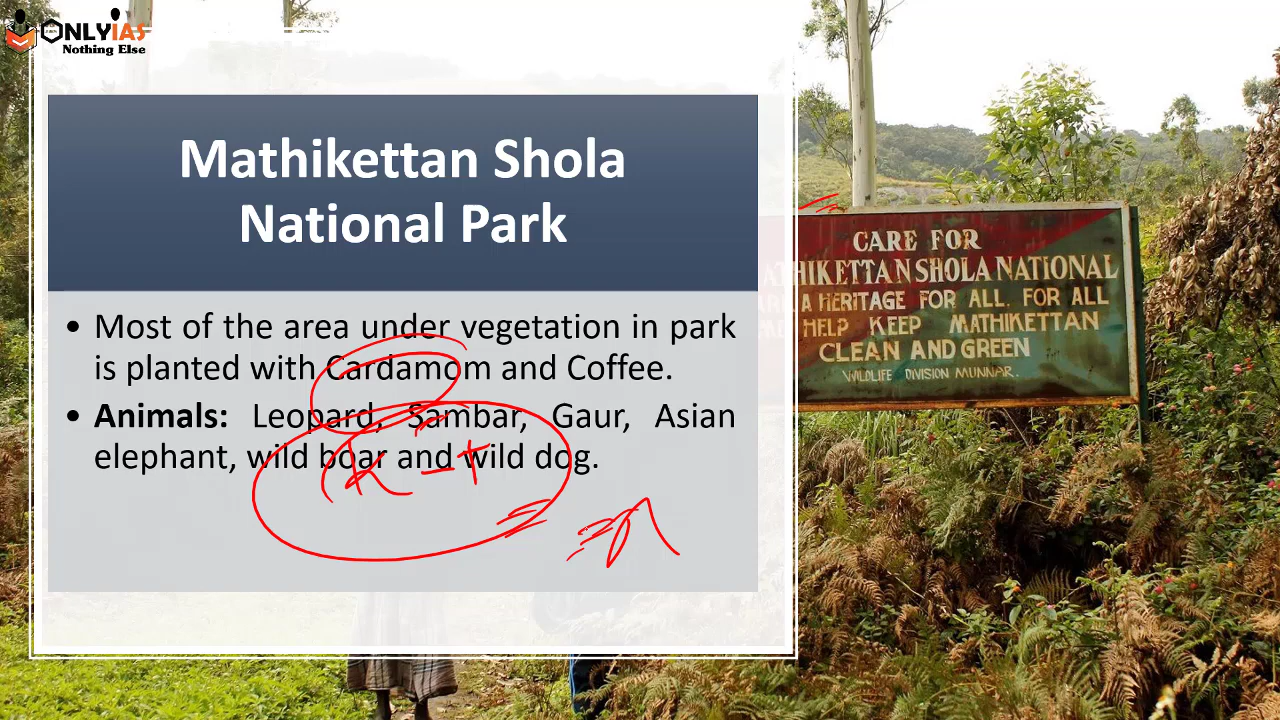 ONLYIAS
Nothing Else
Mathikettan Shola
National Park
• Most of the area under vegetation in park
is planted with Cardamom and Coffee.
• Animals: Leopard, Sambar, Gaur, Asian
elephant, wild boar and wild dog.
CARE FOR
THIKETTAN SHOLA NATIONAL
A HERITAGE FOR ALL. FOR ALL
HELP KEEP MATHIKETTAN
CLEAN AND GREEN
WILDLIFE DIVISION MUNNAR.